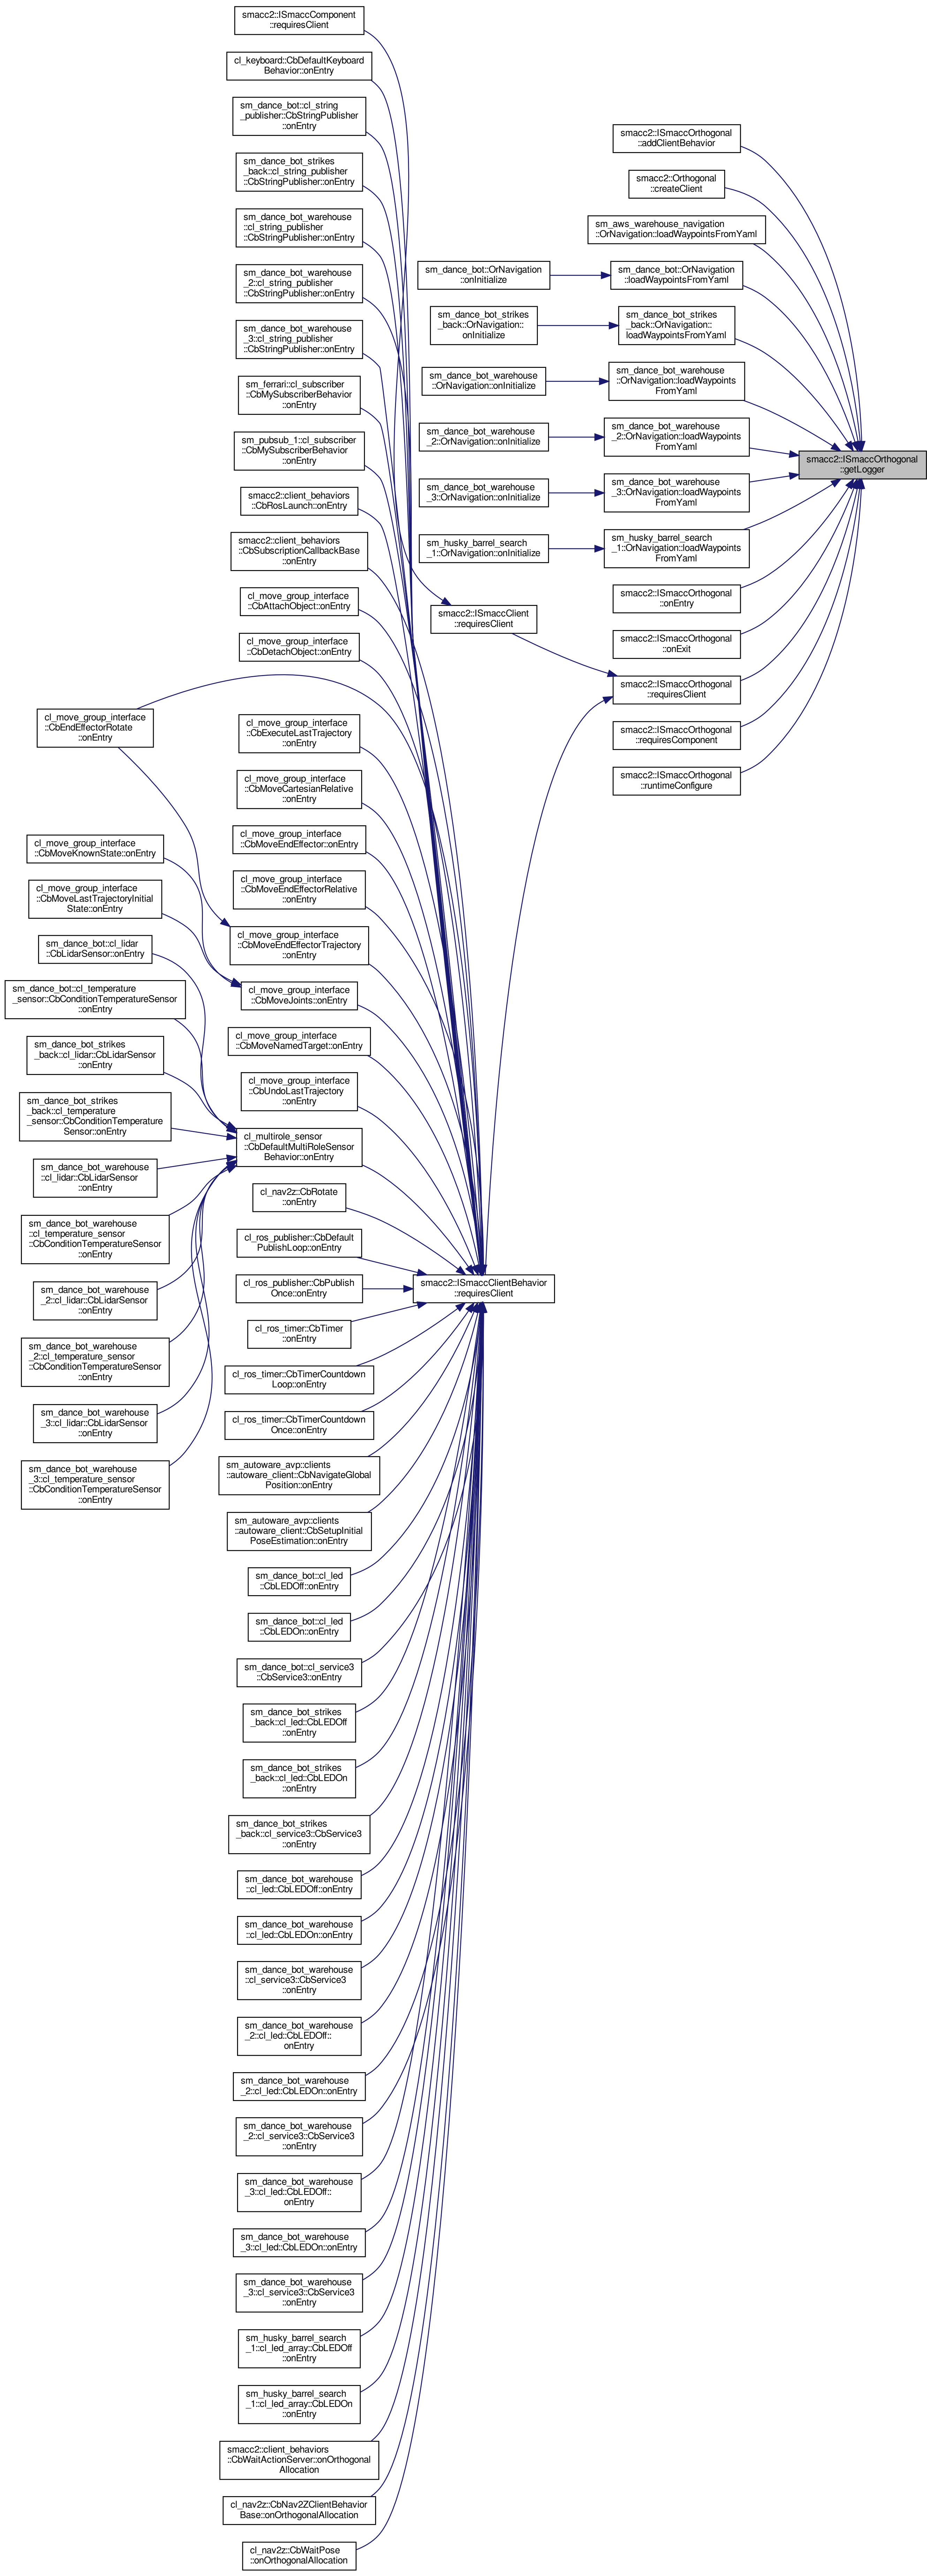 smacc2::ISmaccComponent
::requiresClient
cl_keyboard::CbDefaultKeyboard
Behavior::onEntry
sm_dance_bot::cl_string
_publisher::CbStringPublisher
::onEntry
sm_dance_bot_strikes
_back::cl_string_publisher
::CbStringPublisher::onEntry
sm_dance_bot_warehouse
::cl_string_publisher
::CbStringPublisher::onEntry
sm_dance_bot_warehouse
_2::cl_string_publisher
::CbStringPublisher::onEntry
sm_dance_bot_warehouse
_3::cl_string_publisher
::CbStringPublisher::onEntry
sm_ferrari::cl_subscriber
::CbMySubscriberBehavior
::onEntry
sm_pubsub_1::cl_subscriber
::CbMySubscriberBehavior
::onEntry
smacc2::client_behaviors
::CbRosLaunch::onEntry
smacc2::client_behaviors
::CbSubscriptionCallbackBase
::onEntry
cl_move_group_interface
::CbAttachObject::onEntry
cl_move_group_interface
::CbDetachObject::onEntry
cl_move_group_interface
::CbEndEffectorRotate
::onEntry
cl_move_group_interface
::CbExecuteLastTrajectory
::onEntry
cl_move_group_interface
::CbMoveCartesianRelative
::onEntry
cl_move_group_interface
::CbMoveEndEffector::onEntry
cl_move_group_interface
::CbMoveEndEffectorRelative
::onEntry
cl_move_group_interface
::CbMoveEndEffectorTrajectory
::onEntry
cl_move_group_interface
::CbMoveJoints::onEntry
cl_move_group_interface
::CbMoveKnownState::onEntry
cl_move_group_interface
::CbMoveLastTrajectoryInitial
State::onEntry
cl_move_group_interface
::CbMoveNamedTarget::onEntry
cl_move_group_interface
::CbUndoLastTrajectory
::onEntry
cl_multirole_sensor
::CbDefaultMultiRoleSensor
Behavior::onEntry
sm_dance_bot::cl_lidar
::CbLidarSensor::onEntry
sm_dance_bot::cl_temperature
_sensor::CbConditionTemperatureSensor
::onEntry
sm_dance_bot_strikes
_back::cl_lidar::CbLidarSensor
::onEntry
sm_dance_bot_strikes
_back::cl_temperature
_sensor::CbConditionTemperature
Sensor::onEntry
sm_dance_bot_warehouse
::cl_lidar::CbLidarSensor
::onEntry
sm_dance_bot_warehouse
::cl_temperature_sensor
::CbConditionTemperatureSensor
::onEntry
sm_dance_bot_warehouse
_2::cl_lidar::CbLidarSensor
::onEntry
sm_dance_bot_warehouse
_2::cl_temperature_sensor
::CbConditionTemperatureSensor
::onEntry
sm_dance_bot_warehouse
_3::cl_lidar::CbLidarSensor
::onEntry
sm_dance_bot_warehouse
_3::cl_temperature_sensor
::CbConditionTemperatureSensor
::onEntry
cl_nav2z::CbRotate
::onEntry
cl_ros_publisher::CbDefault
PublishLoop::onEntry
cl_ros_publisher::CbPublish
Once::onEntry
cl_ros_timer::CbTimer
::onEntry
cl_ros_timer::CbTimerCountdown
Loop::onEntry
cl_ros_timer::CbTimerCountdown
Once::onEntry
sm_autoware_avp::clients
::autoware_client::CbNavigateGlobal
Position::onEntry
sm_autoware_avp::clients
::autoware_client::CbSetupInitial
PoseEstimation::onEntry
sm_dance_bot::cl_led
::CbLEDOff::onEntry
sm_dance_bot::cl_led
::CbLEDOn::onEntry
sm_dance_bot::cl_service3
::CbService3::onEntry
sm_dance_bot_strikes
_back::cl_led::CbLEDOff
::onEntry
sm_dance_bot_strikes
_back::cl_led::CbLEDOn
::onEntry
sm_dance_bot_strikes
_back::cl_service3::CbService3
::onEntry
sm_dance_bot_warehouse
::cl_led::CbLEDOff::onEntry
sm_dance_bot_warehouse
::cl_led::CbLEDOn::onEntry
sm_dance_bot_warehouse
::cl_service3::CbService3
::onEntry
sm_dance_bot_warehouse
_2::cl_led::CbLEDOff::
onEntry
sm_dance_bot_warehouse
_2::cl_led::CbLEDOn::onEntry
sm_dance_bot_warehouse
_2::cl_service3::CbService3
::onEntry
sm_dance_bot_warehouse
_3::cl_led::CbLEDOff::
onEntry
sm_dance_bot_warehouse
_3::cl_led::CbLEDOn::onEntry
sm_dance_bot_warehouse
_3::cl_service3::CbService3
::onEntry
sm_husky_barrel_search
_1::cl_led_array::CbLEDOff
::onEntry
sm_husky_barrel_search
_1::cl_led_array::CbLEDOn
::onEntry
smacc2::client_behaviors
::CbWaitActionServer::onOrthogonal
Allocation
cl_nav2z::CbNav2ZClientBehavior
Base::onOrthogonalAllocation
cl_nav2z::CbWaitPose
::onOrthogonalAllocation
smacc2::ISmaccClientBehavior
::requiresClient
sm_dance_bot::OrNavigation
::onInitialize
sm_dance_bot_strikes
_back::OrNavigation::
onInitialize
sm_dance_bot_warehouse
::OrNavigation::onInitialize
sm_dance_bot_warehouse
_2::OrNavigation::onInitialize
sm_dance_bot_warehouse
_3::OrNavigation::onInitialize
sm_husky_barrel_search
_1::OrNavigation::onInitialize
smacc2::ISmaccClient
::requiresClient
smacc2::ISmaccOrthogonal
::addClientBehavior
smacc2::Orthogonal
::createClient
sm_aws_warehouse_navigation
::OrNavigation::loadWaypointsFromYaml
sm_dance_bot::OrNavigation
::loadWaypointsFromYaml
sm_dance_bot_strikes
_back::OrNavigation::
loadWaypointsFromYaml
sm_dance_bot_warehouse
::OrNavigation::loadWaypoints
FromYaml
sm_dance_bot_warehouse
_2::OrNavigation::loadWaypoints
FromYaml
sm_dance_bot_warehouse
_3::OrNavigation::loadWaypoints
FromYaml
sm_husky_barrel_search
_1::OrNavigation::loadWaypoints
FromYaml
smacc2::ISmaccOrthogonal
::onEntry
smacc2::ISmaccOrthogonal
::onExit
smacc2::ISmaccOrthogonal
::requiresClient
smacc2::ISmaccOrthogonal
::requiresComponent
smacc2::ISmaccOrthogonal
::runtimeConfigure
smacc2::ISmaccOrthogonal
::getLogger